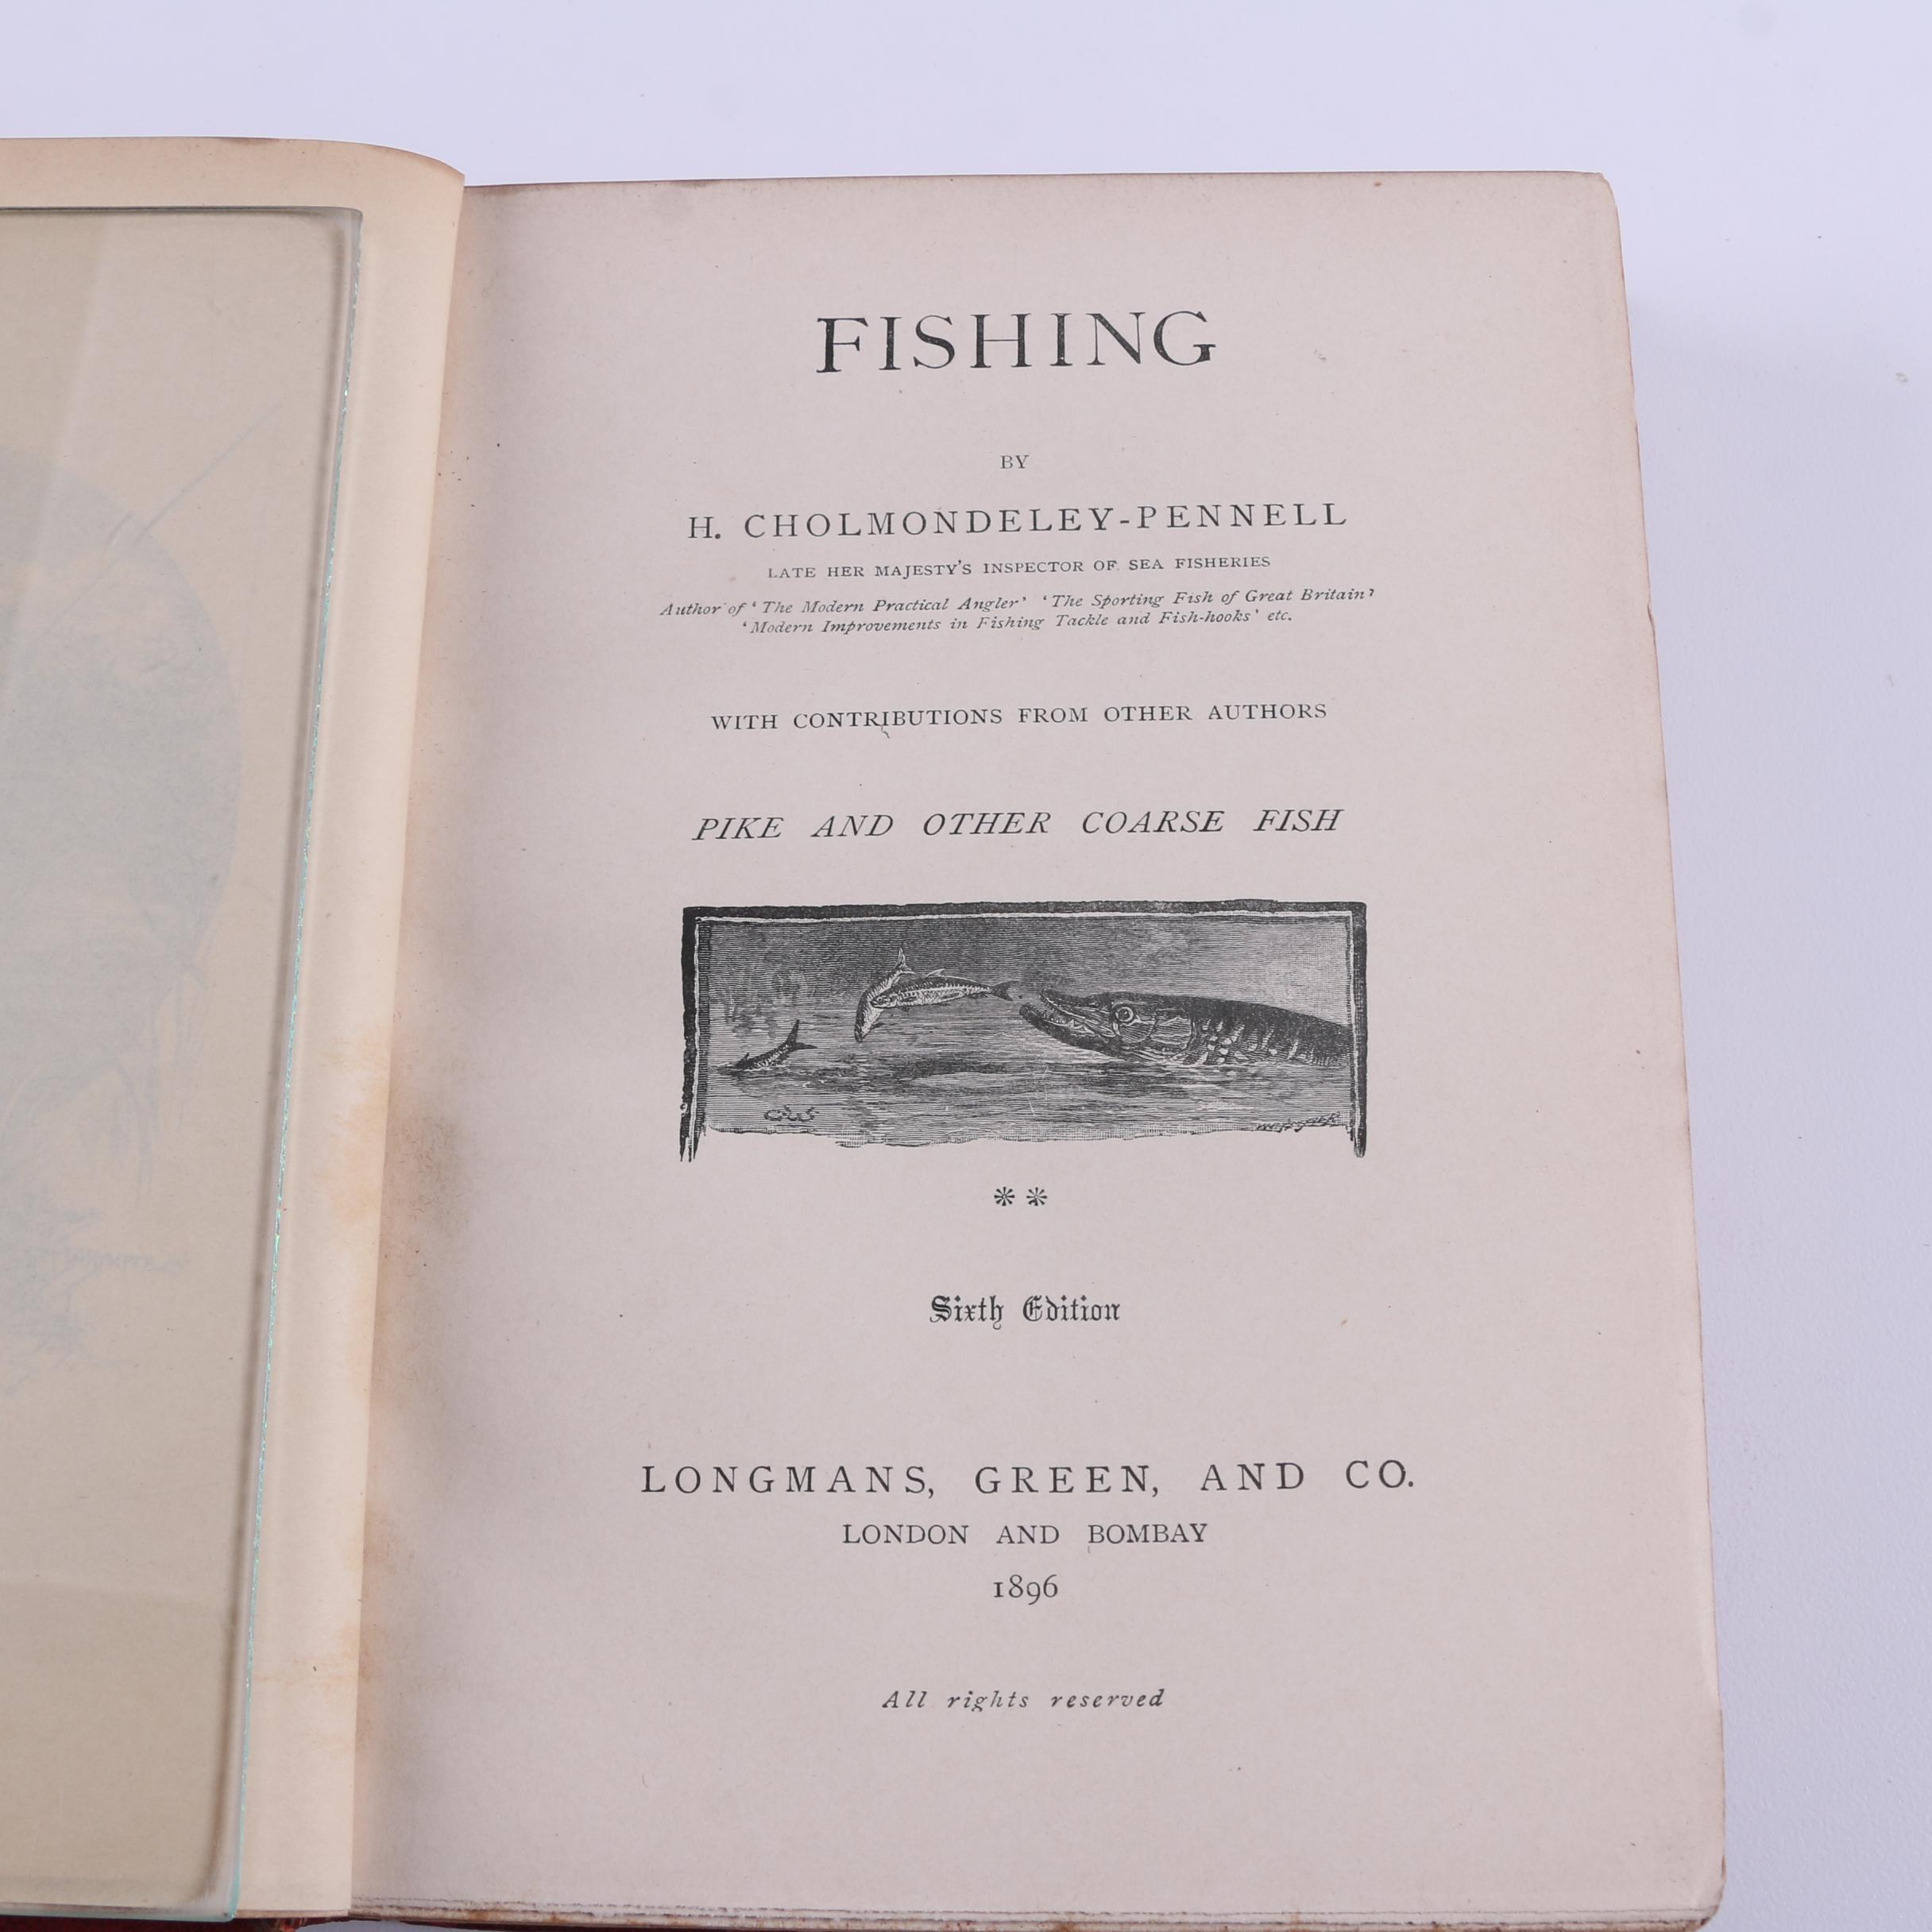 FISHING
BY
H. CHOLMONDELEY-PENNELL
LATE HER MAJESTY'S INSPECTOR OF SEA FISHERIES
Author of ‘The Modern Practical Angler’ ‘The Sporting Fish of Great Britain’
‘Modern Improvements in Fishing Tackle and Fish-hooks’ etc.
WITH CONTRIBUTIONS FROM OTHER AUTHORS
PIKE AND OTHER COARSE FISH
**
Sixth Edition
LONGMANS, GREEN, AND CO.
LONDON AND BOMBAY
1896
All rights reserved